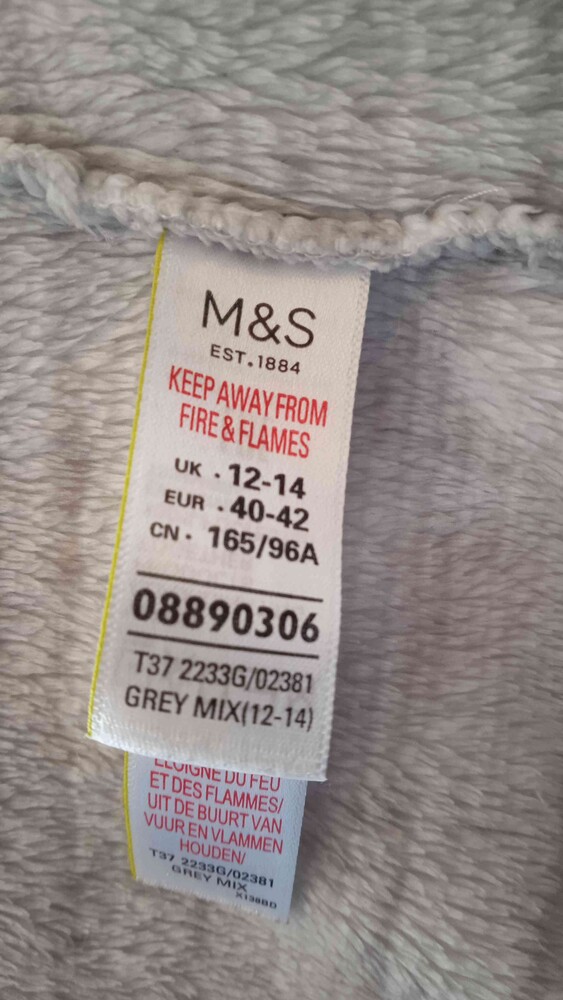 M&S
EST.1884
KEEP AWAY FROM
FIRE & FLAMES
UK · 12-14
EUR · 40-42
CN · 165/96A
08890306
T37 2233G/02381
GREY MIX(12-14)
ELOIGNE DU FEU
ET DES FLAMMES/
UIT DE BUURT VAN
VUUR EN VLAMMEN
HOUDEN/
T37 2233G/02381
GREY MIX
X138BD